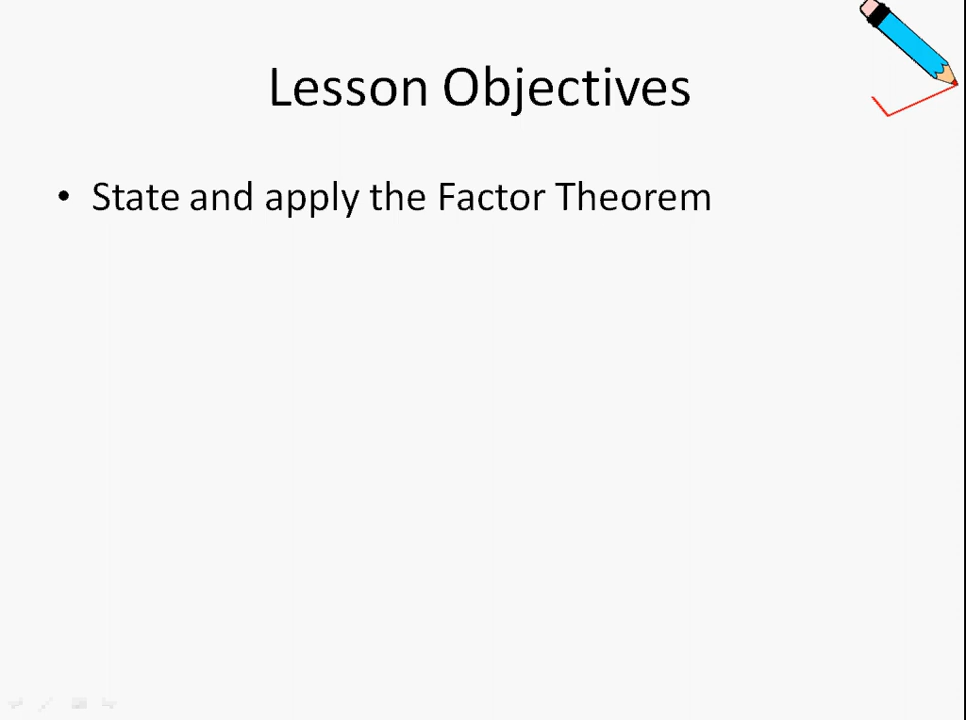 Lesson Objectives
• State and apply the Factor Theorem